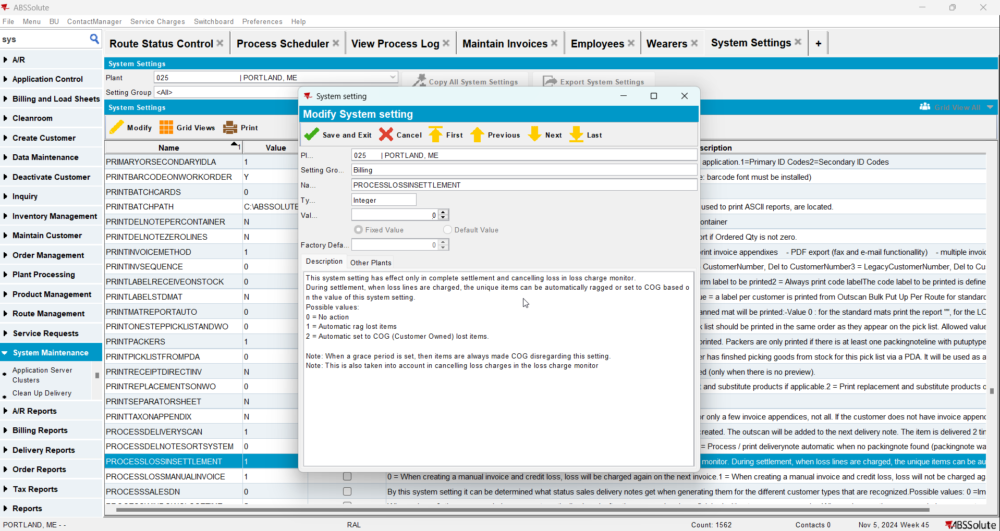 ABSSolute
File Menu BU ContactManager Service Charges Switchboard Preferences Help
sys
Route Status Control Process Scheduler View Process Log Maintain Invoices Employees Wearers System Settings +
A/R
Application Control
Billing and Load Sheets
Cleanroom
Create Customer
Data Maintenance
Deactivate Customer
Inquiry
Inventory Management
Maintain Customer
Order Management
Plant Processing
Product Management
Route Management
Service Requests
System Maintenance
Application Server
Clusters
Clean Up Delivery
A/R Reports
Billing Reports
Delivery Reports
Order Reports
Tax Reports
Reports
System Settings
Plant 025 | PORTLAND, ME Copy All System Settings Export System Settings
Setting Group <All>
System Settings Grid View All
Modify Grid Views Print
Name 1 Value scription
PRIMARYORSECONDARYIDLA 1 application.1=Primary ID Codes2=Secondary ID Codes
PRINTBARCODEONWORKORDER Y e: barcode font must be installed)
PRINTBATCHCARDS 0
PRINTBATCHPATH C:\ABSSOLUTE used to print ASCII reports, are located.
PRINTDELNOTEPERCONTAINER N ontainer
PRINTDELNOTEZEROLINES N rt if Ordered Qty is not zero.
PRINTINVOICEMETHOD 1 rint invoice appendixes - PDF export (fax and e-mail functionallity) - multiple invoic
PRINTINVSEQUENCE 0 CustomerNumber, Del to CustomerNumber3 = LegacyCustomerNumber, Del to Cu
PRINTLABELRECEIVEONSTOCK 0 irm label to be printed2 = Always print code labelThe code label to be printed is define
PRINTLABELSTDMAT N ue = a label per customer is printed from Outscan Bulk Put Up Per Route for standard
PRINTMATREPORTAUTO 0 anned mat will be printed:-Value 0 : for the standard mats print the report "", for the LC
PRINTONESTEPPICKLISTANDWO 0 k list should be printed in the same order as they appear on the pick list. Allowed value
PRINTPACKERS 1 printed. Packers are only printed if there is at least one packingnoteline with putuptype
PRINTPICKLISTFROMPDA 0 er has finshed picking goods from stock for this pick list via a PDA. It will be used as a
PRINTRECEIPTDIRECTINV N ed (only when there is no preview).
PRINTREPLACEMENTSONWO 0 t and substitute products if applicable.2 = Print replacement and substitute products o
PRINTSEPARATORSHEET N
PRINTTAXONAPPENDIX N or only a few invoice appendices, not all. If the customer does not have invoice append
PROCESSDELIVERYSCAN 1 created. The outscan will be added to the next delivery note. The item is delivered 2 tin
PROCESSDELNOTESORTSYSTEM 0 = Process / print deliverynote automatic when no packingnote found (packingnote wa
PROCESSLOSSINSETTLEMENT 1 monitor. During settlement, when loss lines are charged, the unique items can be au
PROCESSLOSSMANUALINVOICE 1 0 = When creating a manual invoice and credit loss, loss will be charged again on the next invoice.1 = When creating a manual invoice and credit loss, loss will not be charged ag
PROCESSSALESDN 0 By this system setting it can be determined what status sales delivery notes get when generating them for the different customer types that are recognized.Possible values: 0 =Im
System setting
Modify System setting
Save and Exit Cancel First Previous Next Last
Pl... 025 | PORTLAND, ME
Setting Gro... Billing
Na... PROCESSLOSSINSETTLEMENT
Ty... Integer
Val... 0
Fixed Value Default Value
Factory Defa... 0
Description Other Plants
This system setting has effect only in complete settlement and cancelling loss in loss charge monitor.
During settlement, when loss lines are charged, the unique items can be automatically ragged or set to COG based o
n the value of this system setting.
Possible values:
0 = No action
1 = Automatic rag lost items
2 = Automatic set to COG (Customer Owned) lost items.
Note: When a grace period is set, then items are always made COG disregarding this setting.
Note: This is also taken into account in cancelling loss charges in the loss charge monitor
PORTLAND, ME - - RAL Count: 1562 Contacts 0 Nov 5, 2024 Week 45 ABSSolute